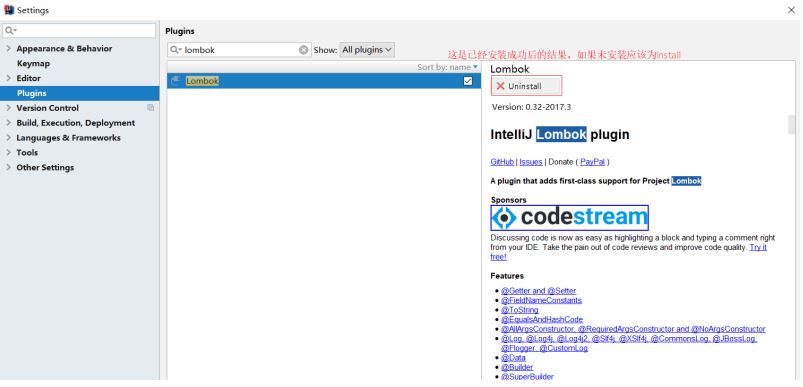 Settings
Plugins
Appearance & Behavior
Keymap
Editor
Plugins
Version Control
Build, Execution, Deployment
Languages & Frameworks
Tools
Other Settings
lombok
Show: All plugins
这是已经安装成功后的结果，如果未安装应该为Install
Sort by: name
Lombok
Lombok
Uninstall
Version: 0.32-2017.3
IntelliJ Lombok plugin
GitHub | Issues | Donate ( PayPal )
A plugin that adds first-class support for Project Lombok
Sponsors
codestream
Discussing code is now as easy as highlighting a block and typing a comment right
from your IDE. Take the pain out of code reviews and improve code quality. Try it
free!
Features
@Getter and @Setter
@FieldNameConstants
@ToString
@EqualsAndHashCode
@AllArgsConstructor, @RequiredArgsConstructor and @NoArgsConstructor
@Log, @Log4j, @Log4j2, @Slf4j, @XSlf4j, @CommonsLog, @JBossLog,
@Flogger, @CustomLog
@Data
@Builder
@SuperBuilder